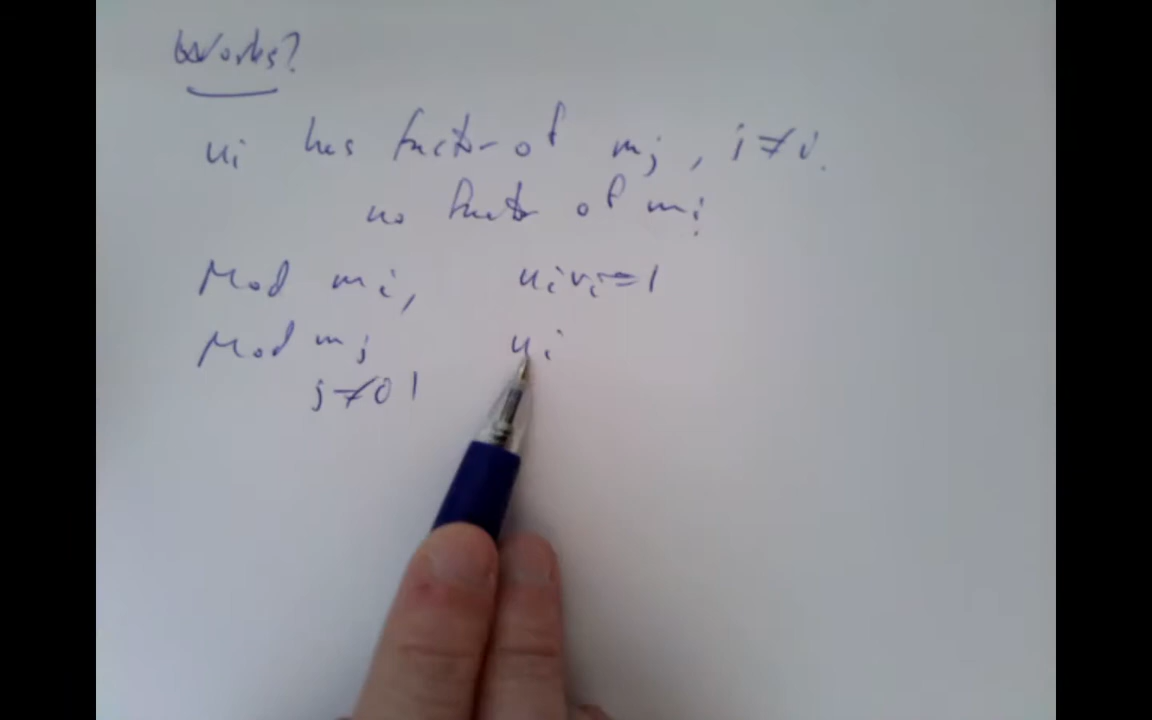 Works?
ui has factor of mj, i≠j.
no factor of mi
Mod mi, uivi=1
Mod mj ui
j≠i